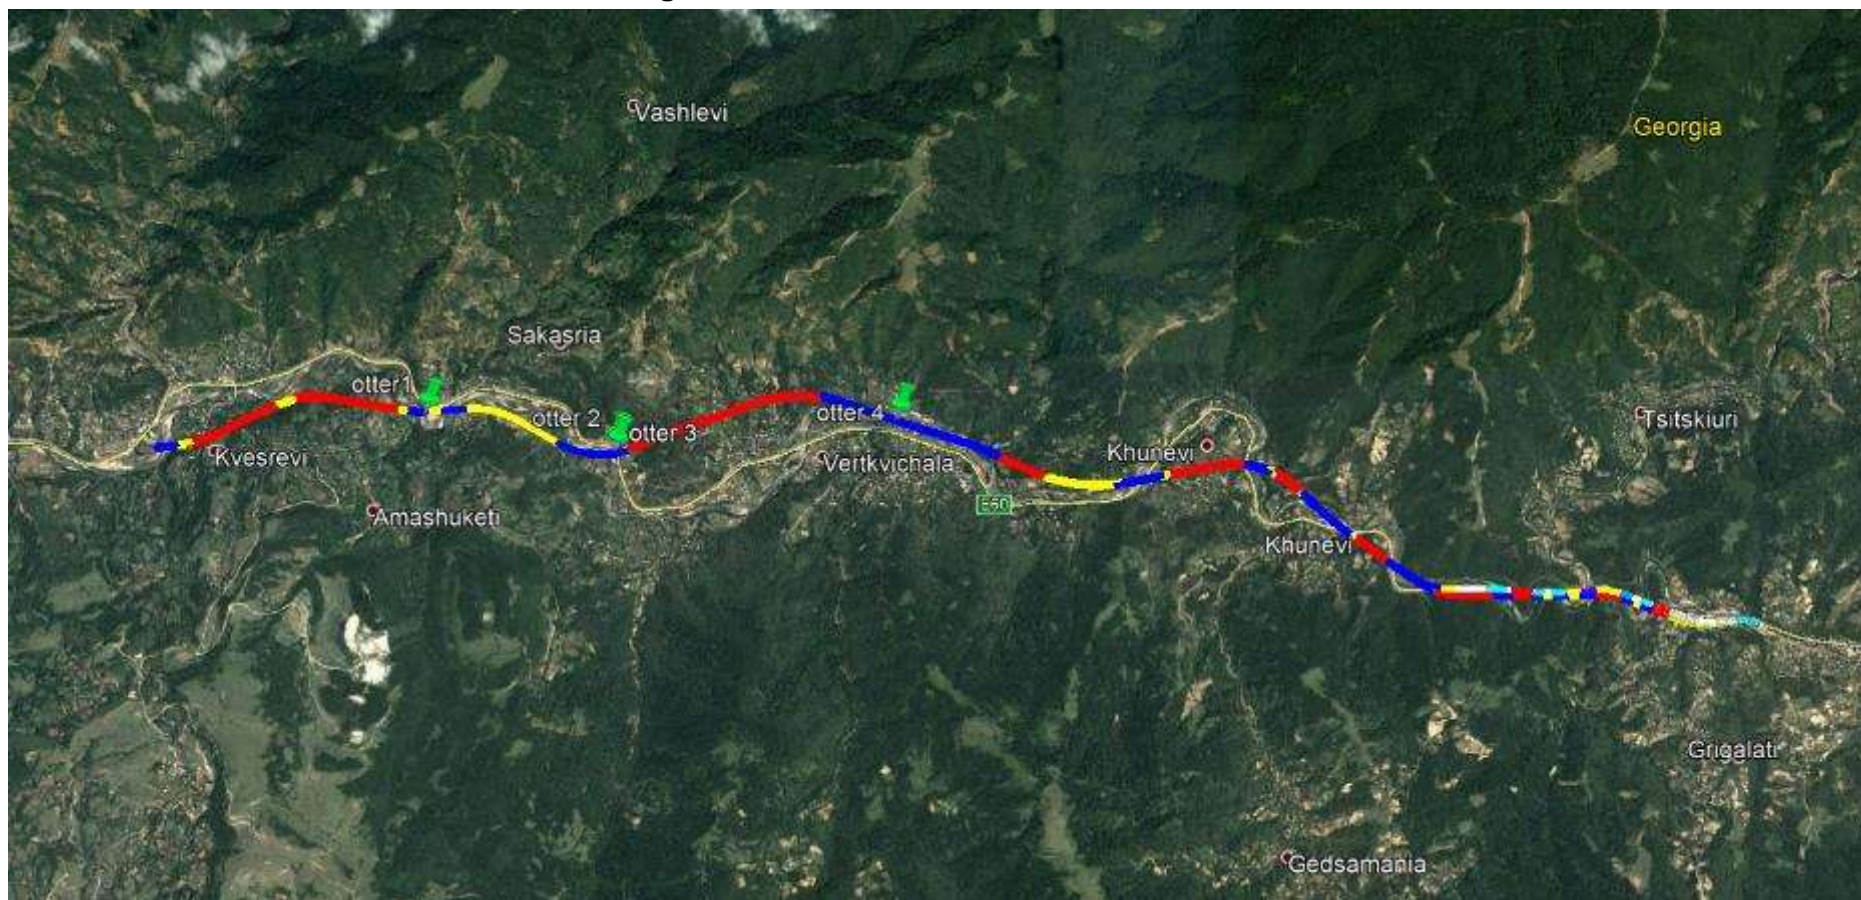 Vashlevi
Georgia
Sakasria
otter1
otter 2
otter 3
otter 4
Tsitskiuri
Kvesrevi
Vertkvichala
Khunevi
E60
Amashuketi
Khunevi
Grigalati
Gedsamania